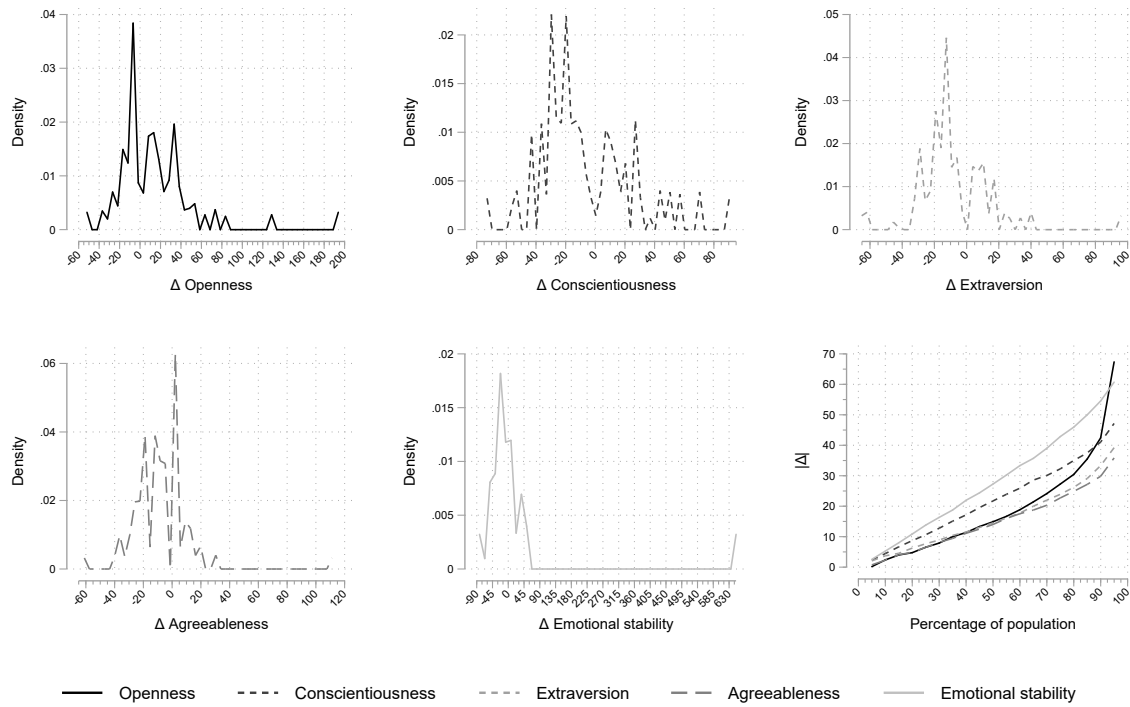 Density
.04
.03
.02
.01
0
-60 -40 -20 0 20 40 60 80 100 120 140 160 180 200
Δ Openness
Density
.02
.015
.01
.005
0
-80 -60 -40 -20 0 20 40 60 80
Δ Conscientiousness
Density
.05
.04
.03
.02
.01
0
-60 -40 -20 0 20 40 60 80 100
Δ Extraversion
Density
.06
.04
.02
0
-60 -40 -20 0 20 40 60 80 100 120
Δ Agreeableness
Density
.02
.015
.01
.005
0
-90 -45 0 45 90 135 180 225 270 315 360 405 450 495 540 585 630
Δ Emotional stability
|Δ|
70
60
50
40
30
20
10
0
0 10 20 30 40 50 60 70 80 90 100
Percentage of population
Openness Conscientiousness Extraversion Agreeableness Emotional stability